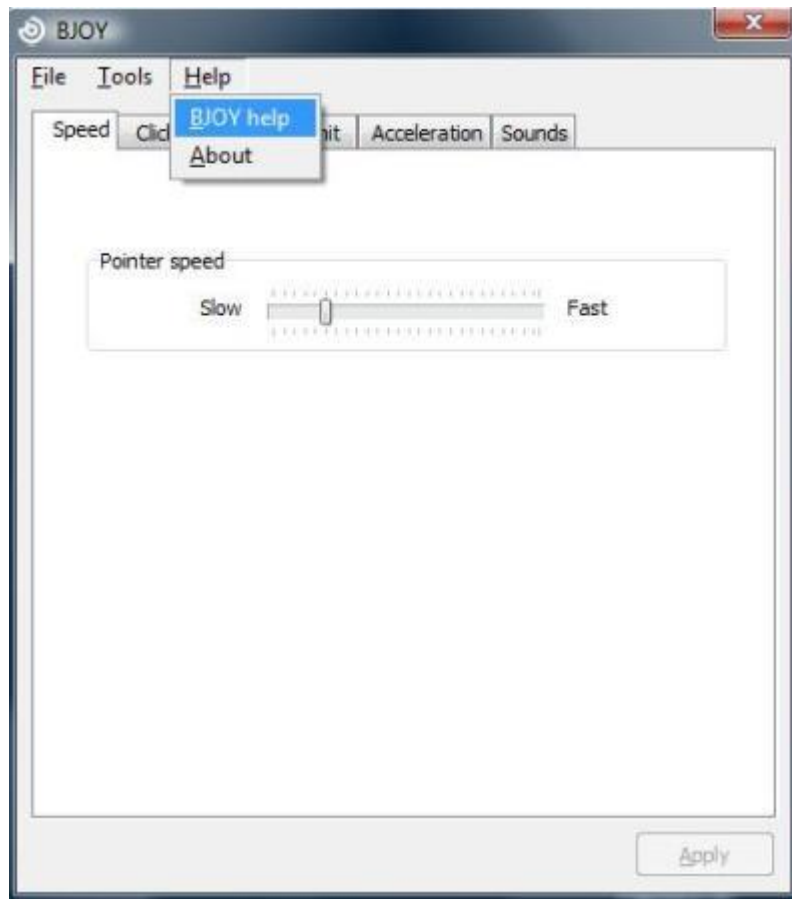 BJOY
File Tools Help
BJOY help
Speed Acceleration Sounds
About
Pointer speed
Slow Fast
Apply